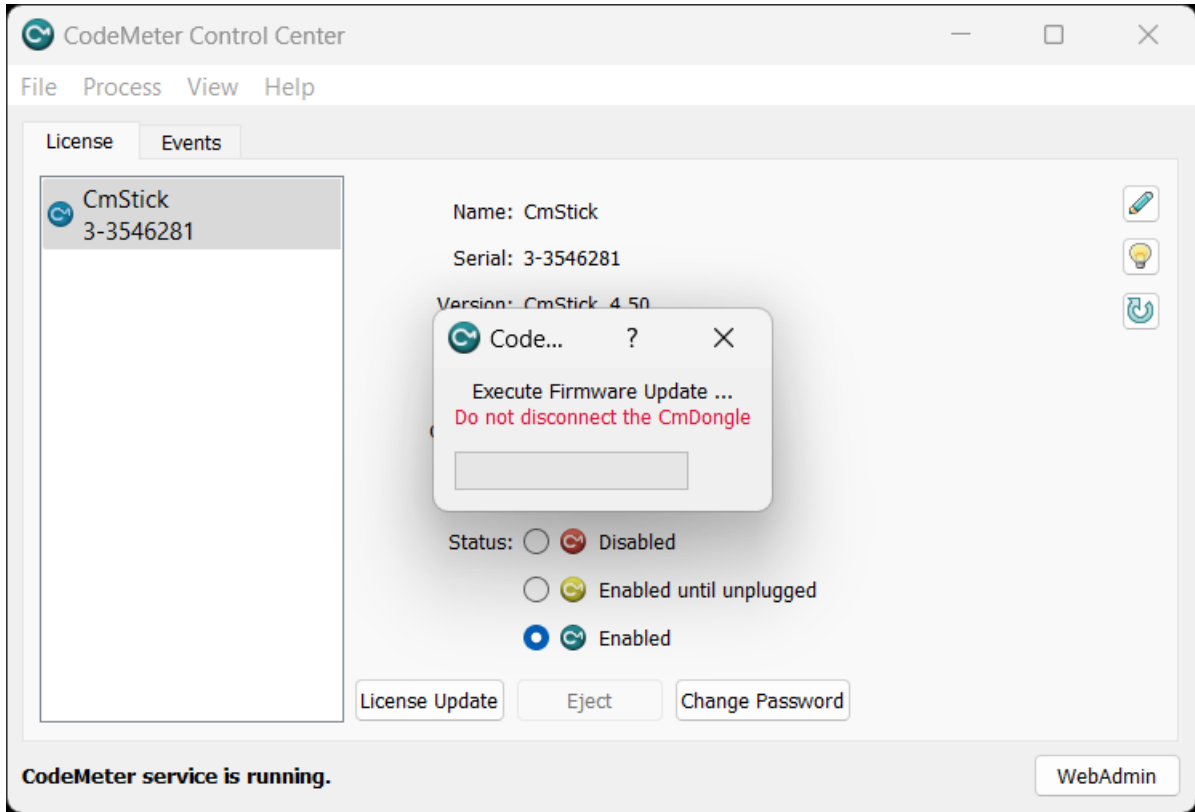 CodeMeter Control Center
File Process View Help
License Events
CmStick
3-3546281
Name: CmStick
Serial: 3-3546281
Version: CmStick 4.50
Code... ?
Execute Firmware Update ...
Do not disconnect the CmDongle
Status: Disabled
Enabled until unplugged
Enabled
License Update Eject Change Password
CodeMeter service is running. WebAdmin